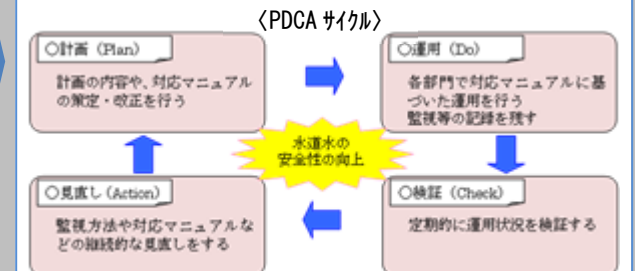 〈PDCA ｻｲｸﾙ〉
○計画（Plan）
計画の内容や、対応マニュアル
の策定・改正を行う
○運用（Do）
各部門で対応マニュアルに基
づいた運用を行う
監視等の記録を残す
水道水の
安全性の向上
○見直し（Action）
監視方法や対応マニュアルな
どの継続的な見直しをする
○検証（Check）
定期的に運用状況を検証する